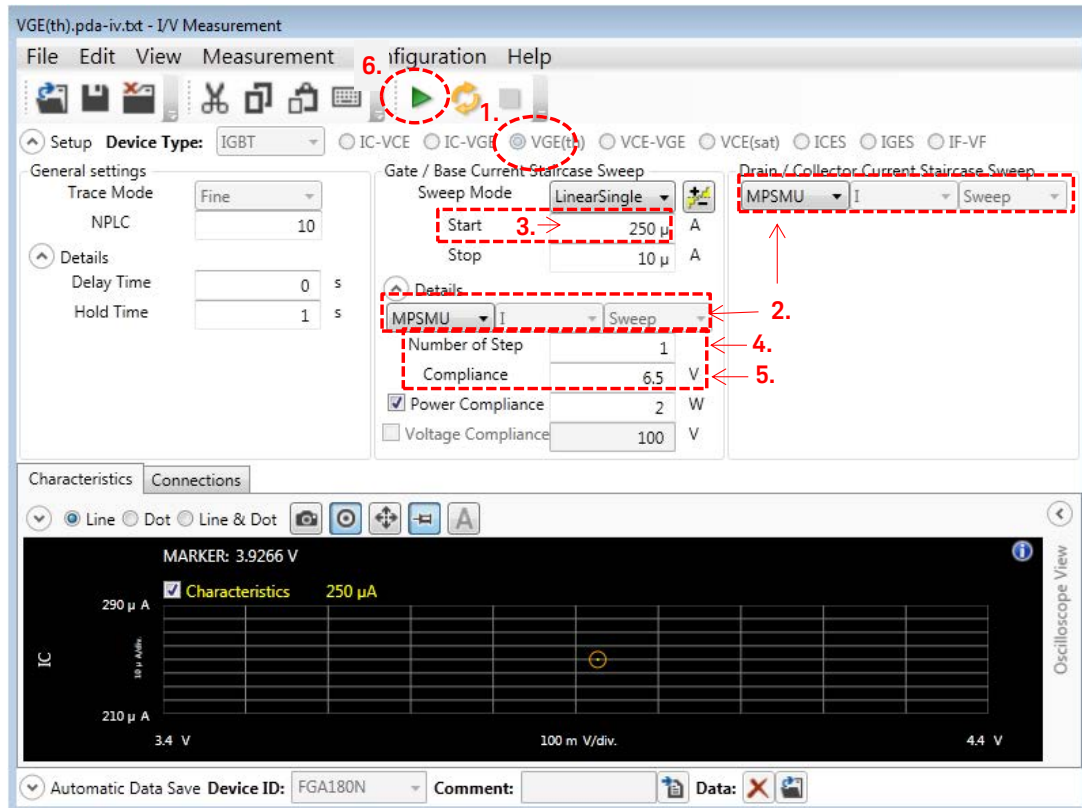 VGE(th).pda-iv.txt - I/V Measurement
File Edit View Measurement nfiguration Help
6.
1.
Setup Device Type: IGBT IC-VCE IC-VGE VGE(th) VCE-VGE VCE(sat) ICES IGES IF-VF
General settings
Trace Mode Fine
NPLC 10
Details
Delay Time 0 s
Hold Time 1 s
Gate / Base Current Staircase Sweep
Sweep Mode LinearSingle
Start 3. 250 µ A
Stop 10 µ A
Details
MPSMU I Sweep
2.
Number of Step 1
4.
Compliance 6.5 V
5.
Power Compliance 2 W
Voltage Compliance 100 V
Drain / Collector Current Staircase Sweep
MPSMU I Sweep
Characteristics Connections
Line Dot Line & Dot A
MARKER: 3.9266 V
Characteristics 250 µA
290 µ A
IC
10 µ A/div.
210 µ A
3.4 V 100 m V/div. 4.4 V
Oscilloscope View
Automatic Data Save Device ID: FGA180N Comment: Data: